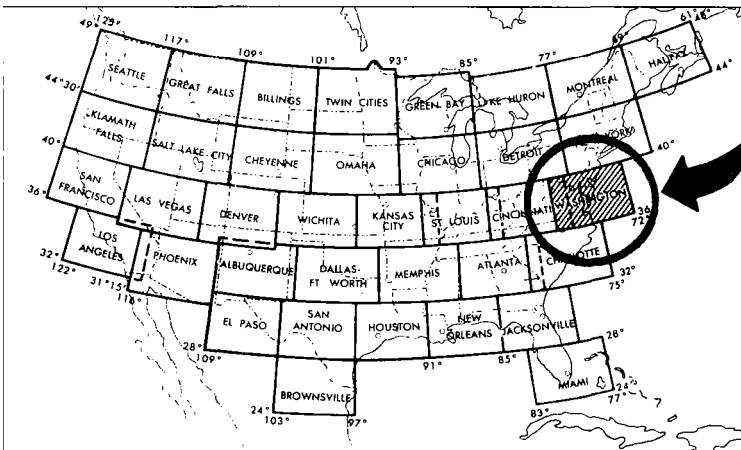 49° 125°
117°
109°
101°
93°
85°
77°
69°
61° 48°
SEATTLE
GREAT FALLS
BILLINGS
TWIN CITIES
GREEN BAY
LAKE HURON
MONTREAL
HALIFAX
44° 30'
44°
KLAMATH
FALLS
SALT LAKE CITY
CHEYENNE
OMAHA
CHICAGO
DETROIT
NEW YORK
40°
40°
SAN
FRANCISCO
LAS VEGAS
DENVER
WICHITA
KANSAS
CITY
ST LOUIS
CINCINNATI
WASHINGTON
36°
36°
72°
LOS
ANGELES
PHOENIX
ALBUQUERQUE
DALLAS-
FT WORTH
MEMPHIS
ATLANTA
CHARLOTTE
32°
122°
31° 15'
116°
32°
75°
EL PASO
SAN
ANTONIO
HOUSTON
NEW
ORLEANS
JACKSONVILLE
28°
109°
91°
85°
28°
BROWNSVILLE
MIAMI
24°
103°
97°
83°
24°
77°